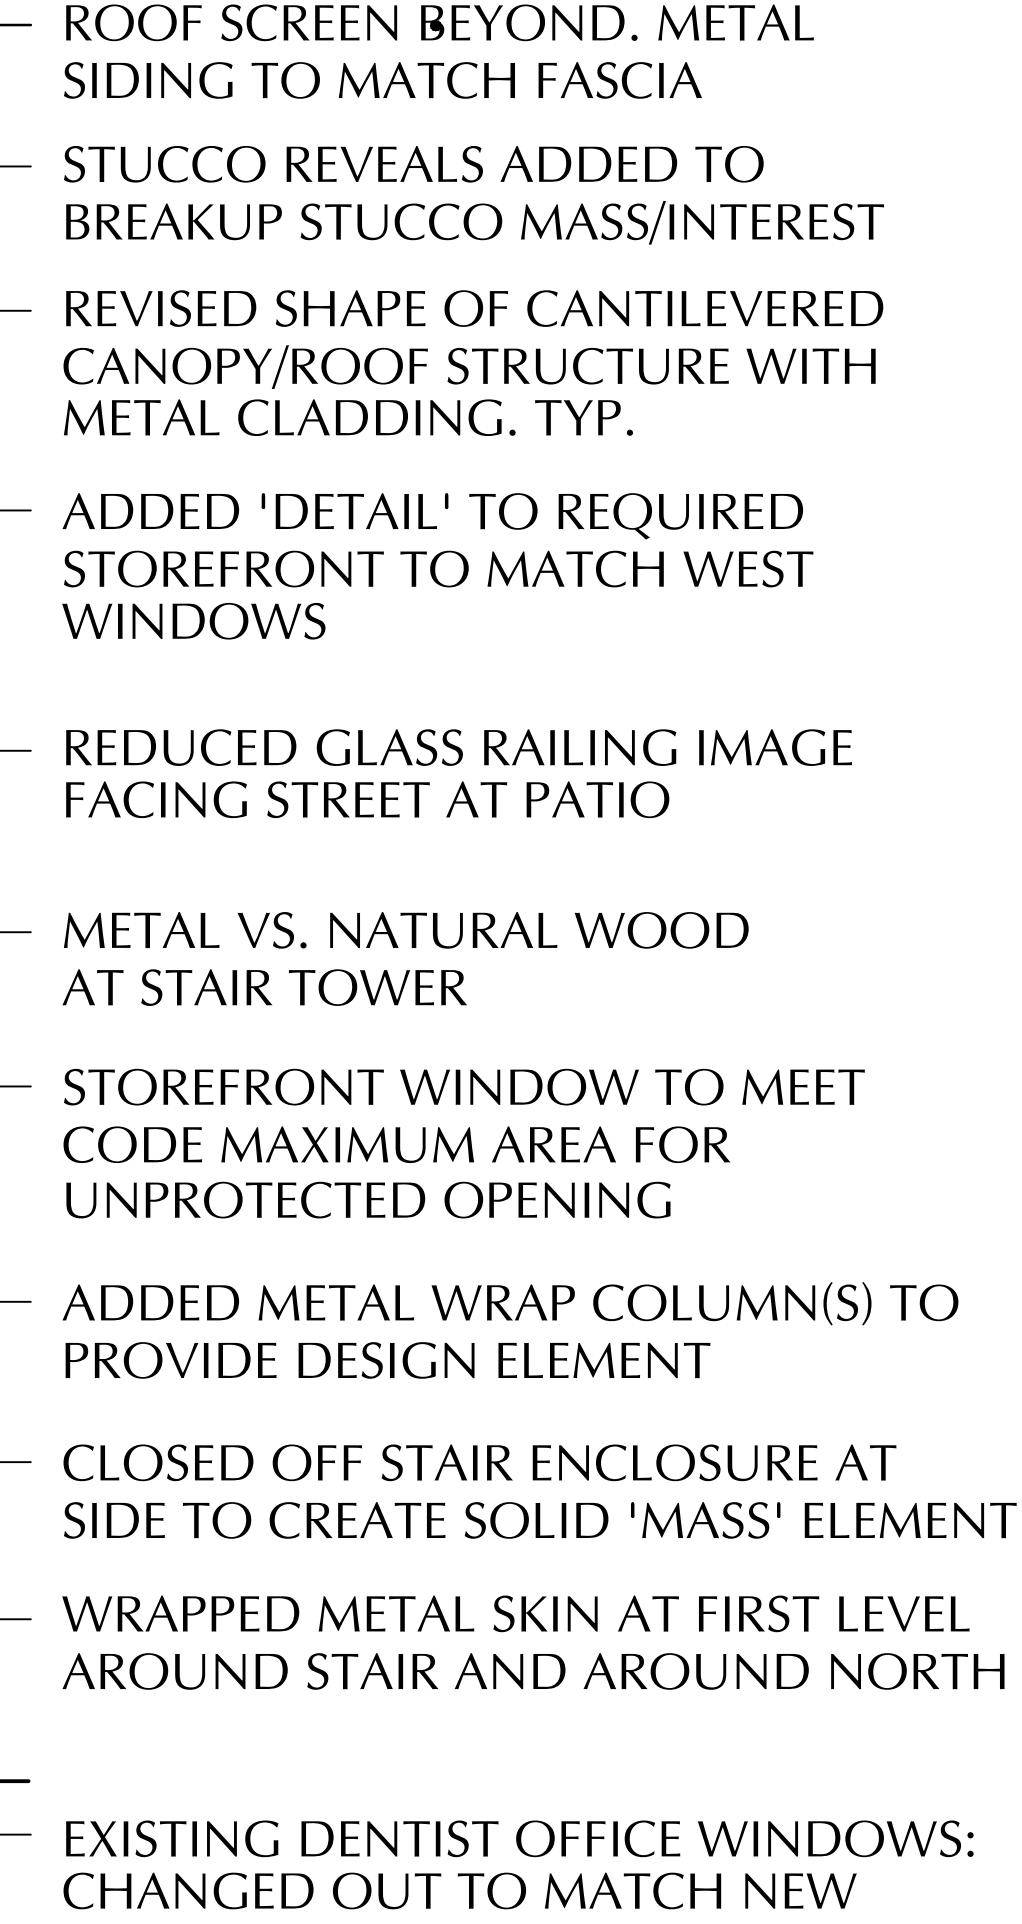 ROOF SCREEN BEYOND. METAL
SIDING TO MATCH FASCIA
STUCCO REVEALS ADDED TO
BREAKUP STUCCO MASS/INTEREST
REVISED SHAPE OF CANTILEVERED
CANOPY/ROOF STRUCTURE WITH
METAL CLADDING. TYP.
ADDED 'DETAIL' TO REQUIRED
STOREFRONT TO MATCH WEST
WINDOWS
REDUCED GLASS RAILING IMAGE
FACING STREET AT PATIO
METAL VS. NATURAL WOOD
AT STAIR TOWER
STOREFRONT WINDOW TO MEET
CODE MAXIMUM AREA FOR
UNPROTECTED OPENING
ADDED METAL WRAP COLUMN(S) TO
PROVIDE DESIGN ELEMENT
CLOSED OFF STAIR ENCLOSURE AT
SIDE TO CREATE SOLID 'MASS' ELEMENT
WRAPPED METAL SKIN AT FIRST LEVEL
AROUND STAIR AND AROUND NORTH
EXISTING DENTIST OFFICE WINDOWS:
CHANGED OUT TO MATCH NEW